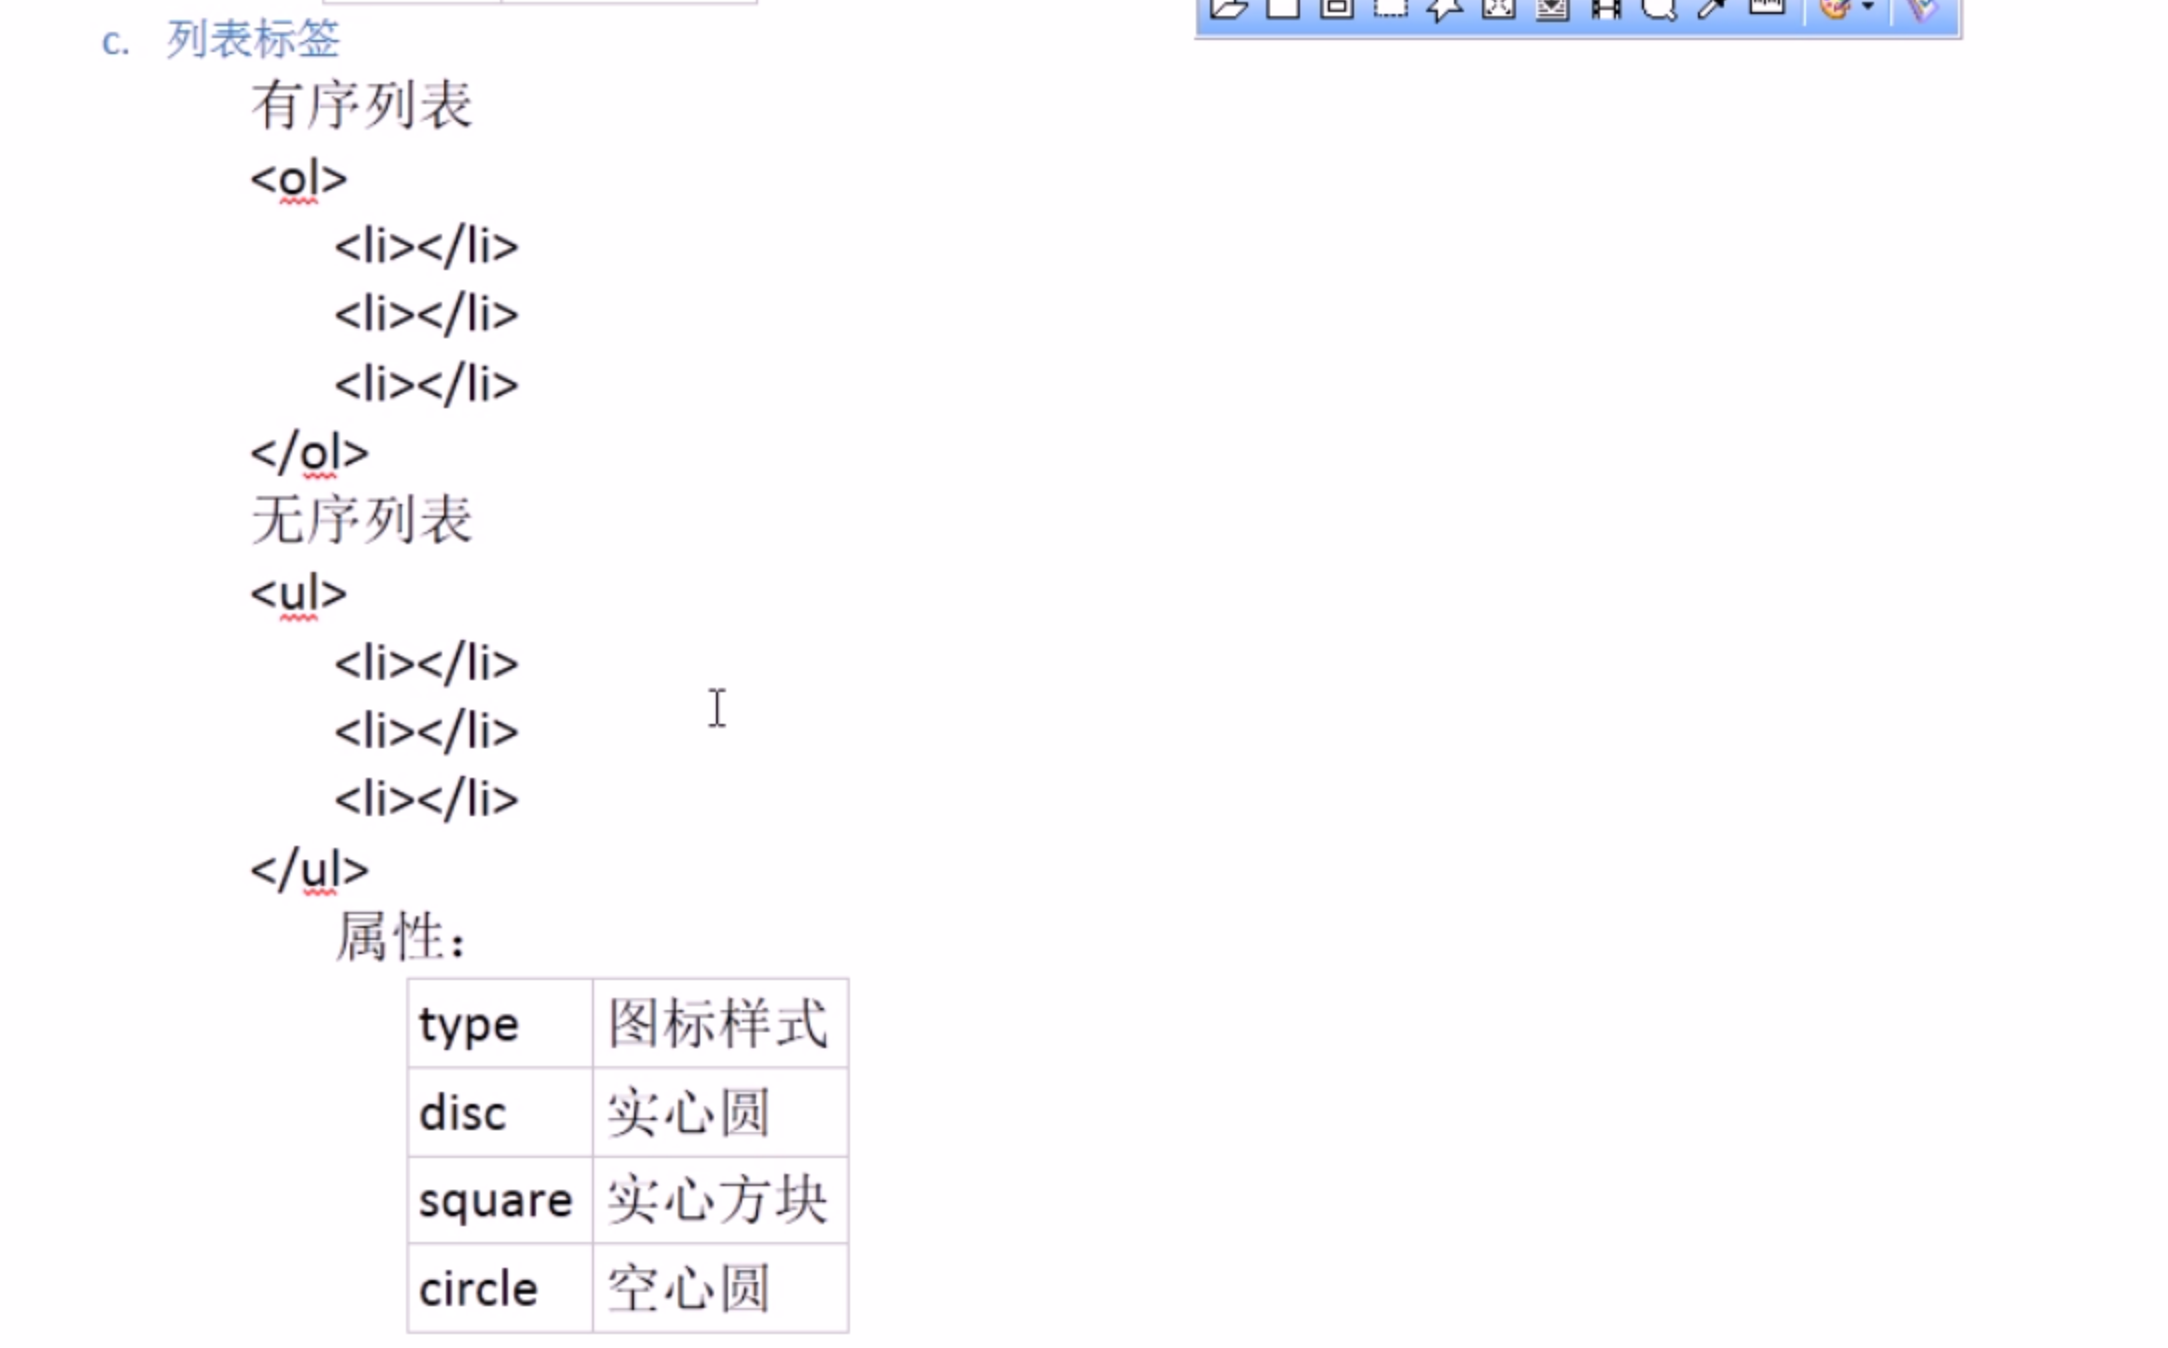 c. 列表标签
有序列表
<ol>
<li></li>
<li></li>
<li></li>
</ol>
无序列表
<ul>
<li></li>
<li></li>
<li></li>
</ul>
属性：
type 图标样式
disc 实心圆
square 实心方块
circle 空心圆